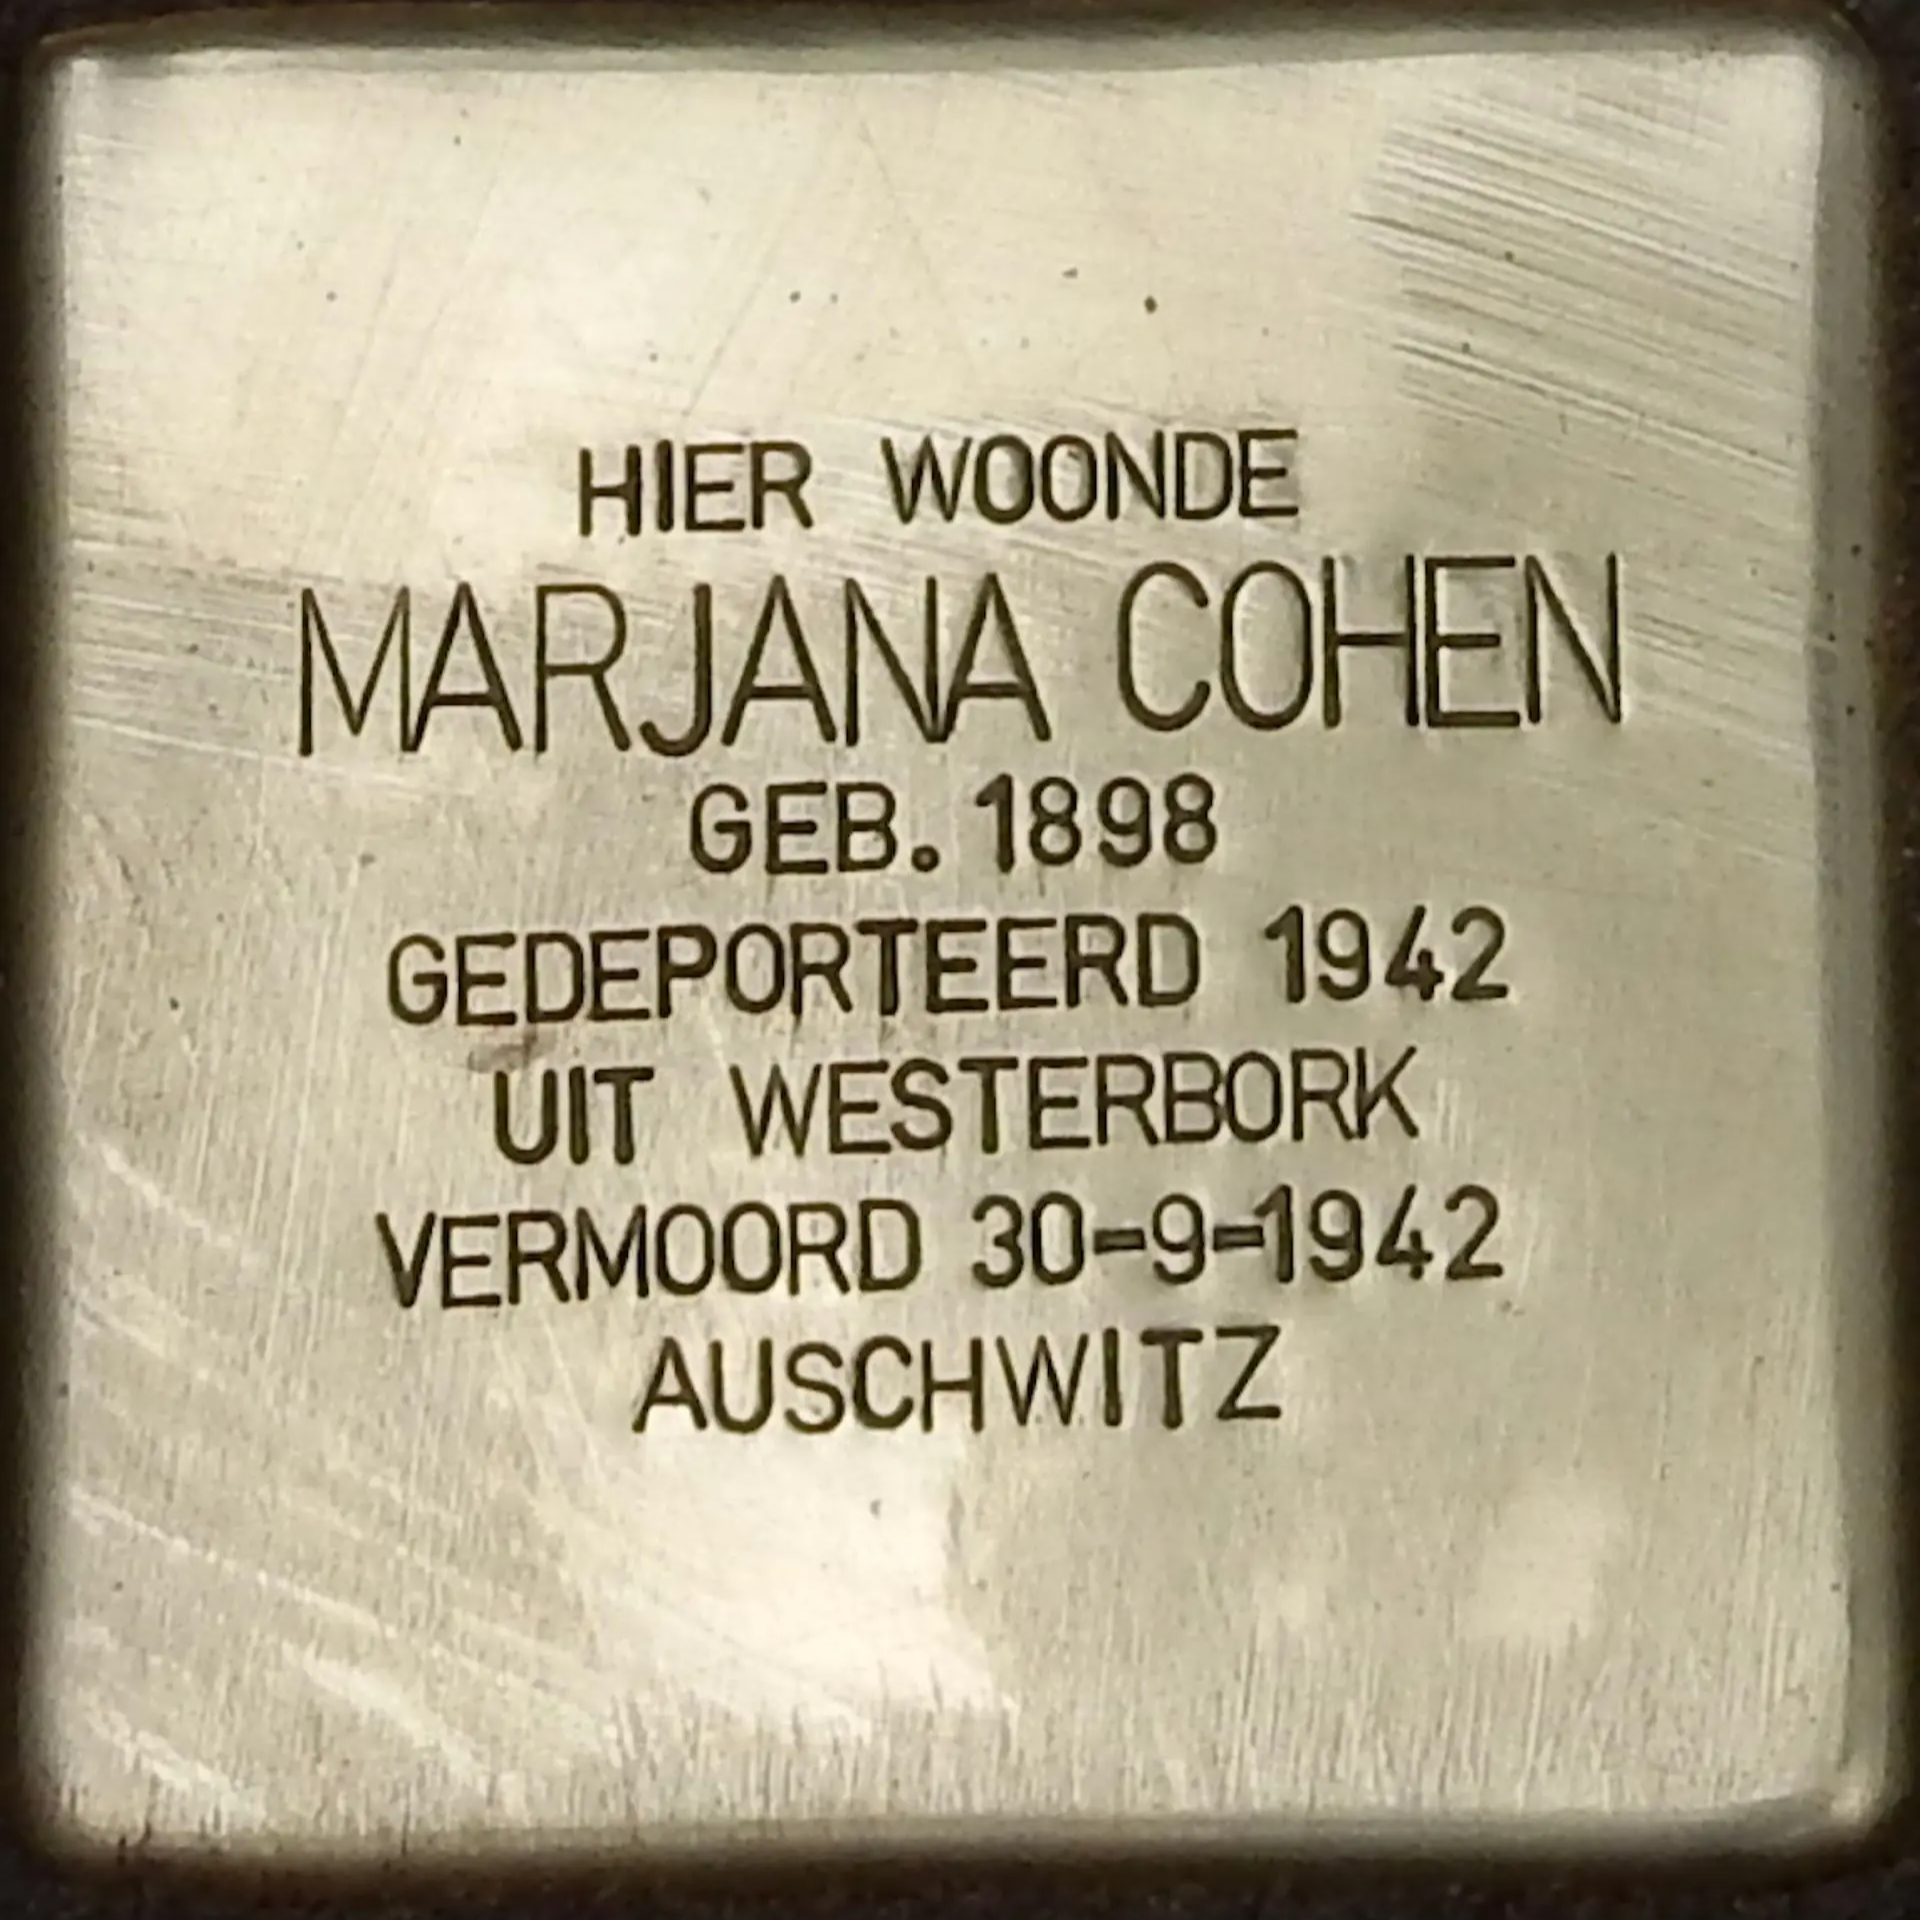 HIER WOONDE
MARJANA COHEN
GEB. 1898
GEDEPORTEERD 1942
UIT WESTERBORK
VERMOORD 30-9-1942
AUSCHWITZ